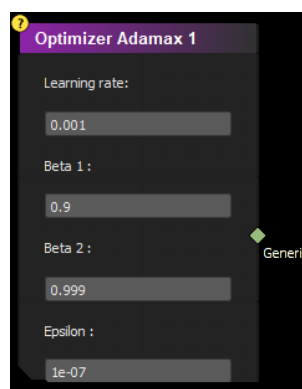 ?
Optimizer Adamax 1
Learning rate:
0.001
Beta 1 :
0.9
Beta 2 :
0.999
Generi
Epsilon :
1e-07